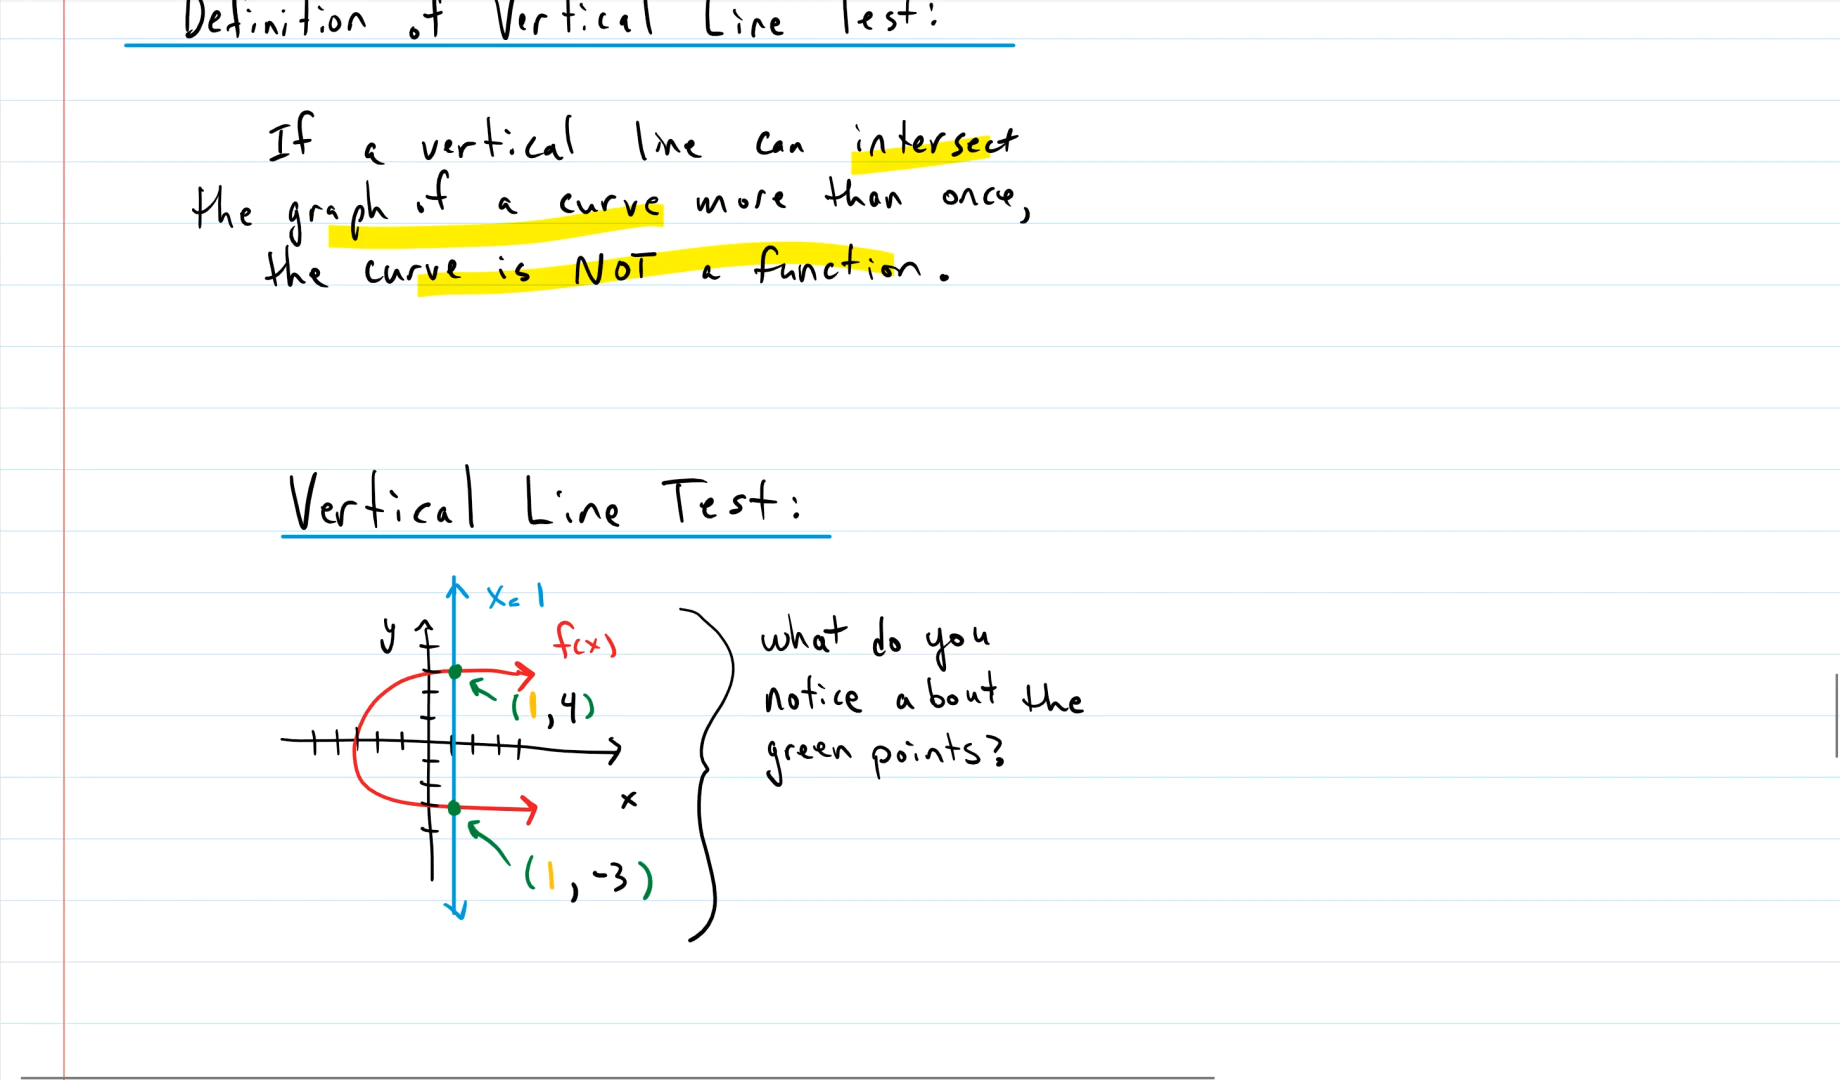 Definition of Vertical Line Test:
If a vertical line can intersect
the graph of a curve more than once,
the curve is NOT a function.
Vertical Line Test:
x=1
y
f(x)
(1,4)
x
(1,-3)
what do you
notice about the
green points?